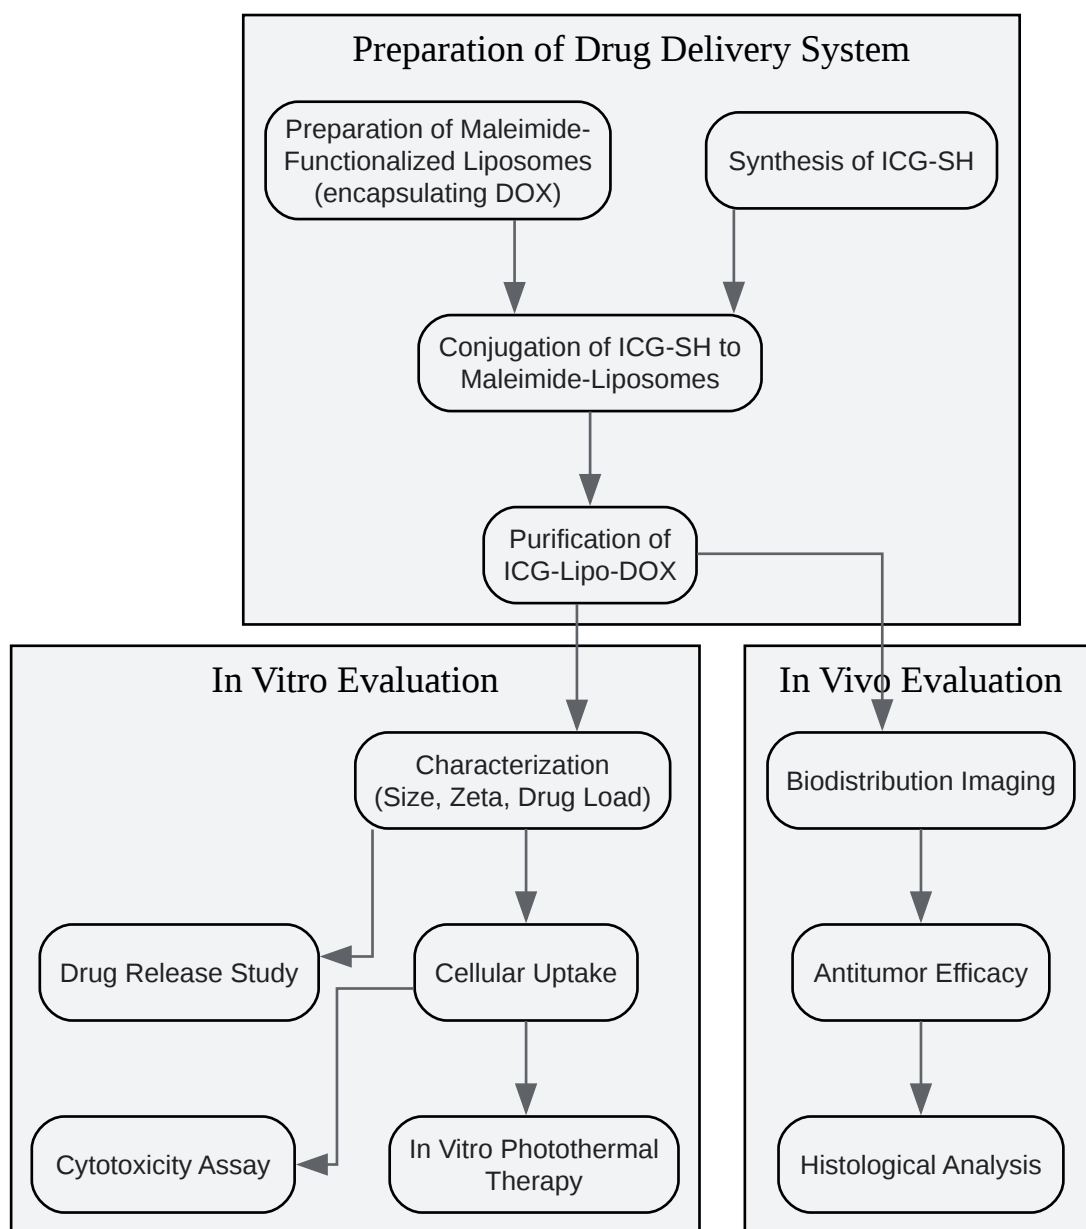 Preparation of Drug Delivery System
Preparation of Maleimide-
Functionalized Liposomes
(encapsulating DOX)
Synthesis of ICG-SH
Conjugation of ICG-SH to
Maleimide-Liposomes
Purification of
ICG-Lipo-DOX
In Vitro Evaluation
In Vivo Evaluation
Characterization
(Size, Zeta, Drug Load)
Biodistribution Imaging
Drug Release Study
Cellular Uptake
Antitumor Efficacy
Cytotoxicity Assay
In Vitro Photothermal
Therapy
Histological Analysis